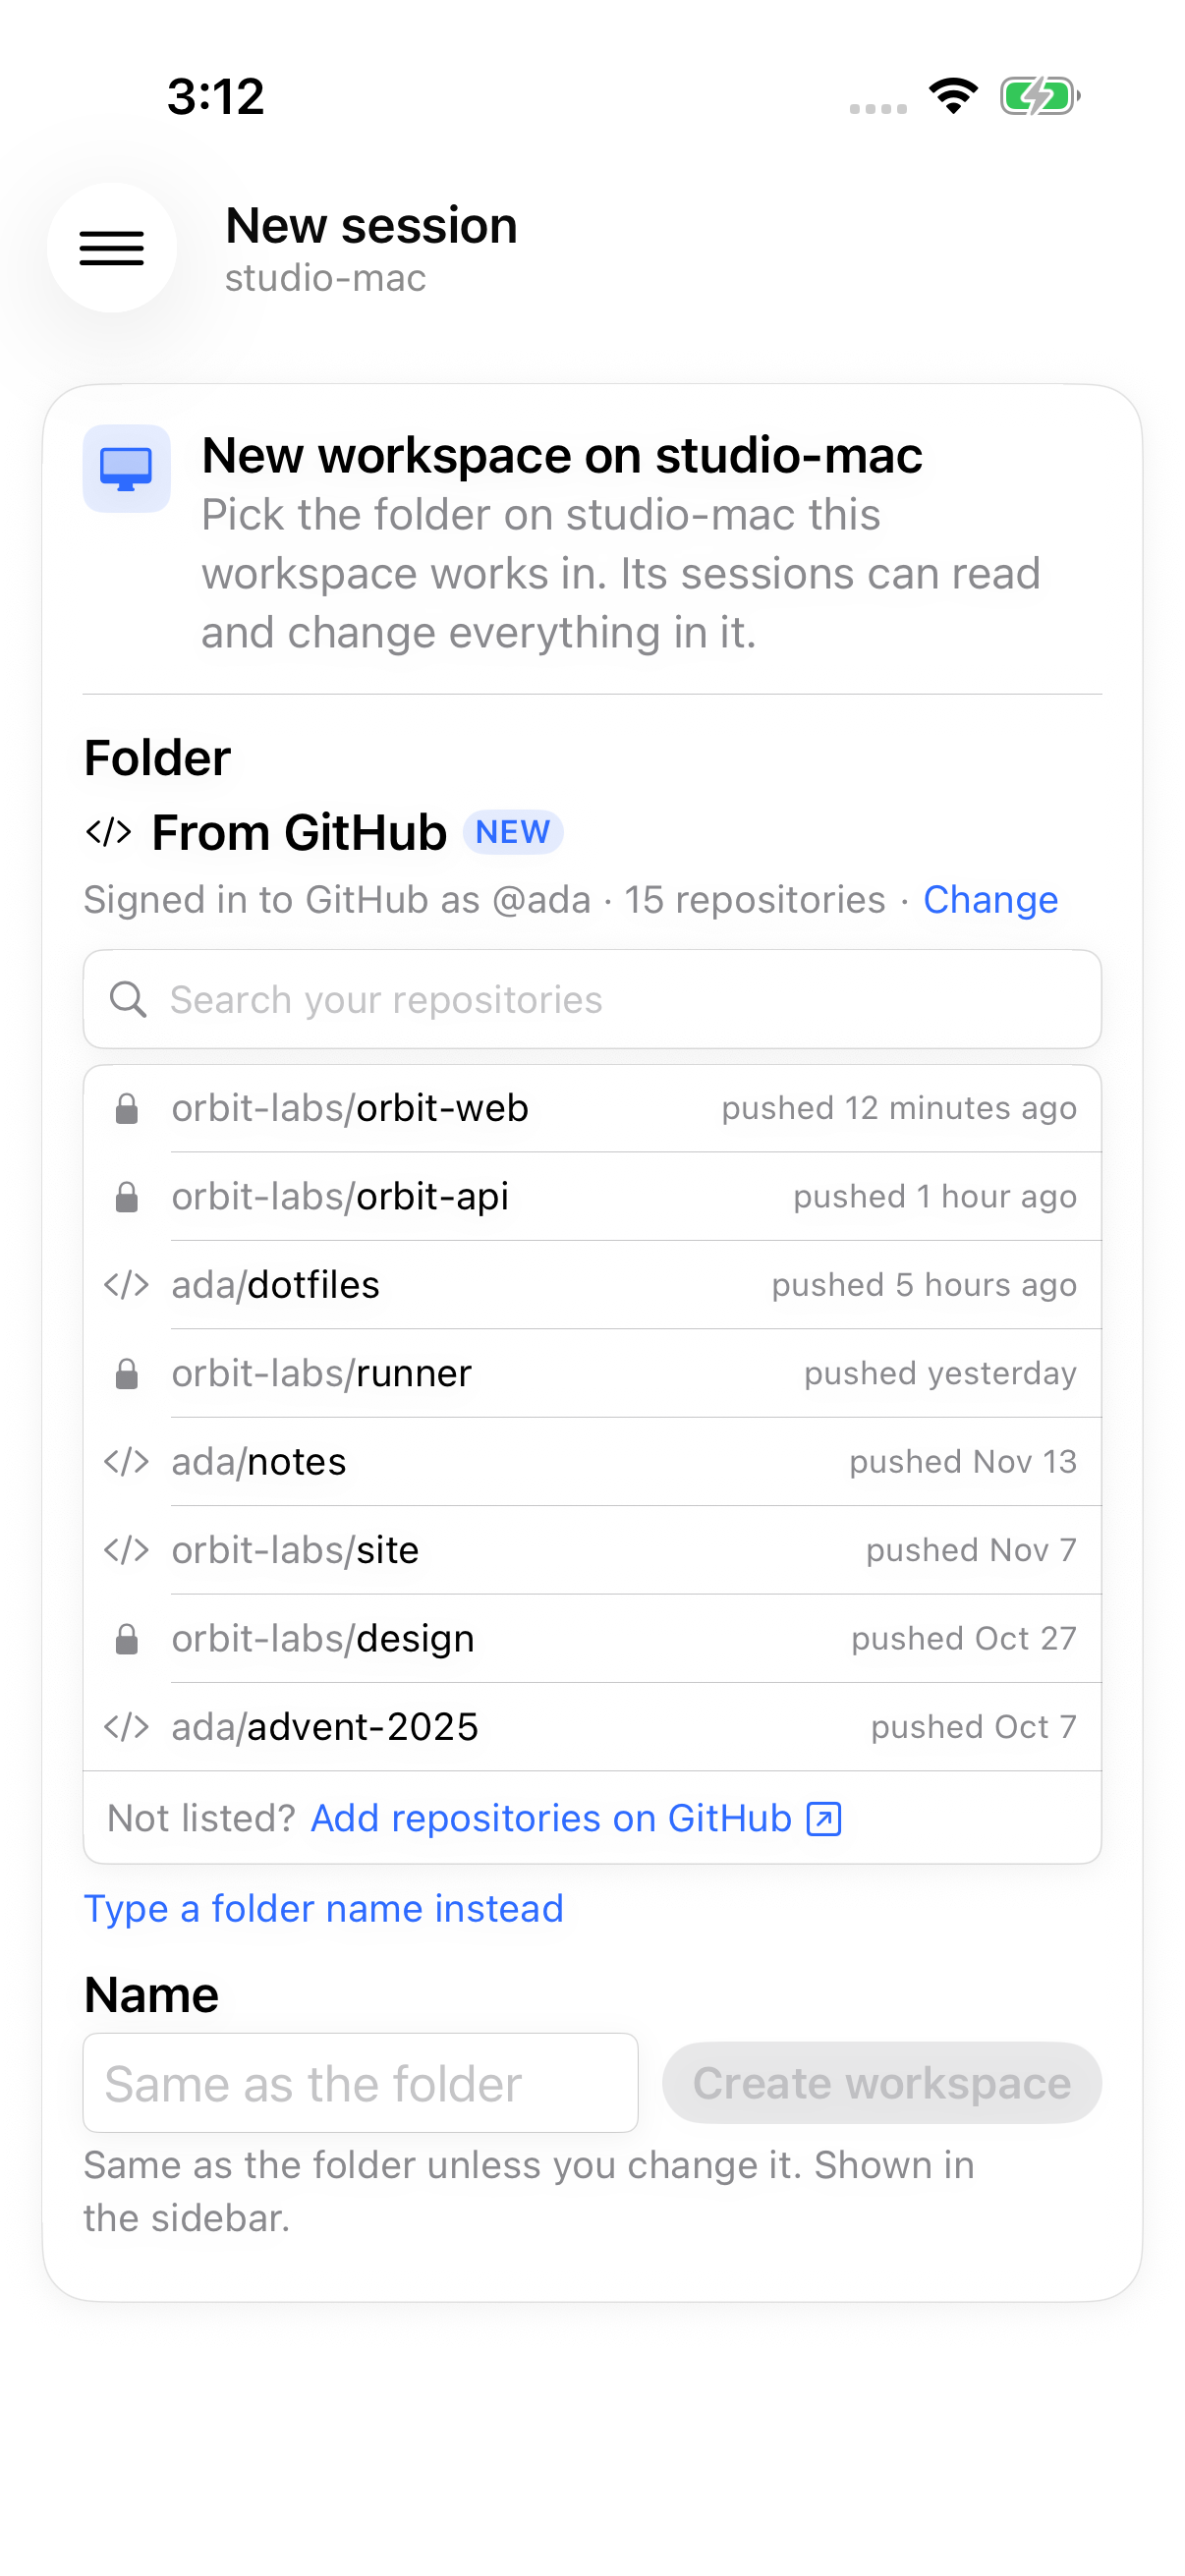 3:12
New session
studio-mac
New workspace on studio-mac
Pick the folder on studio-mac this
workspace works in. Its sessions can read
and change everything in it.
Folder
</> From GitHub NEW
Signed in to GitHub as @ada · 15 repositories · Change
Search your repositories
orbit-labs/orbit-web pushed 12 minutes ago
orbit-labs/orbit-api pushed 1 hour ago
</> ada/dotfiles pushed 5 hours ago
orbit-labs/runner pushed yesterday
</> ada/notes pushed Nov 13
</> orbit-labs/site pushed Nov 7
orbit-labs/design pushed Oct 27
</> ada/advent-2025 pushed Oct 7
Not listed? Add repositories on GitHub
Type a folder name instead
Name
Same as the folder Create workspace
Same as the folder unless you change it. Shown in
the sidebar.